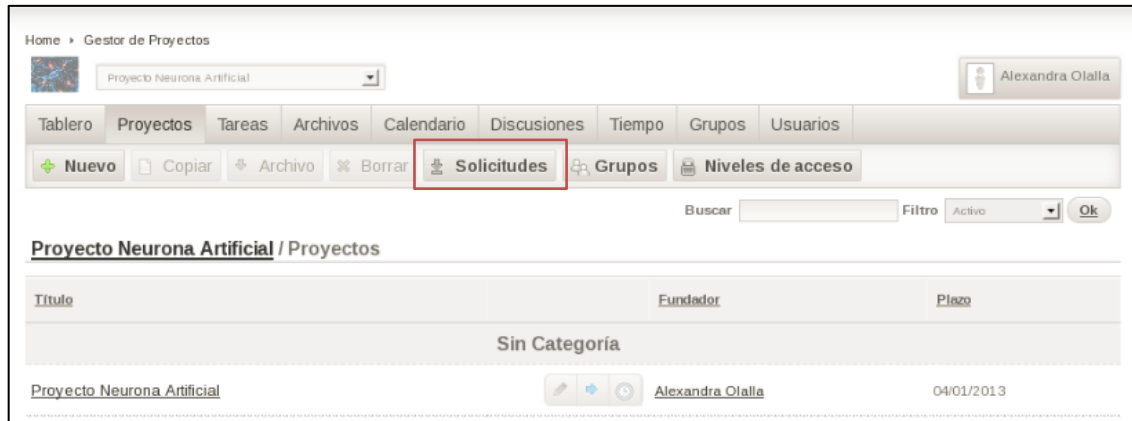 Home Gestor de Proyectos
Proyecto Neurona Artificial
Alexandra Olalla
Tablero Proyectos Tareas Archivos Calendario Discusiones Tiempo Grupos Usuarios
Nuevo Copiar Archivo Borrar Solicitudes Grupos Niveles de acceso
Buscar Filtro Activo Ok
Proyecto Neurona Artificial / Proyectos
Título Fundador Plazo
Sin Categoría
Proyecto Neurona Artificial Alexandra Olalla 04/01/2013